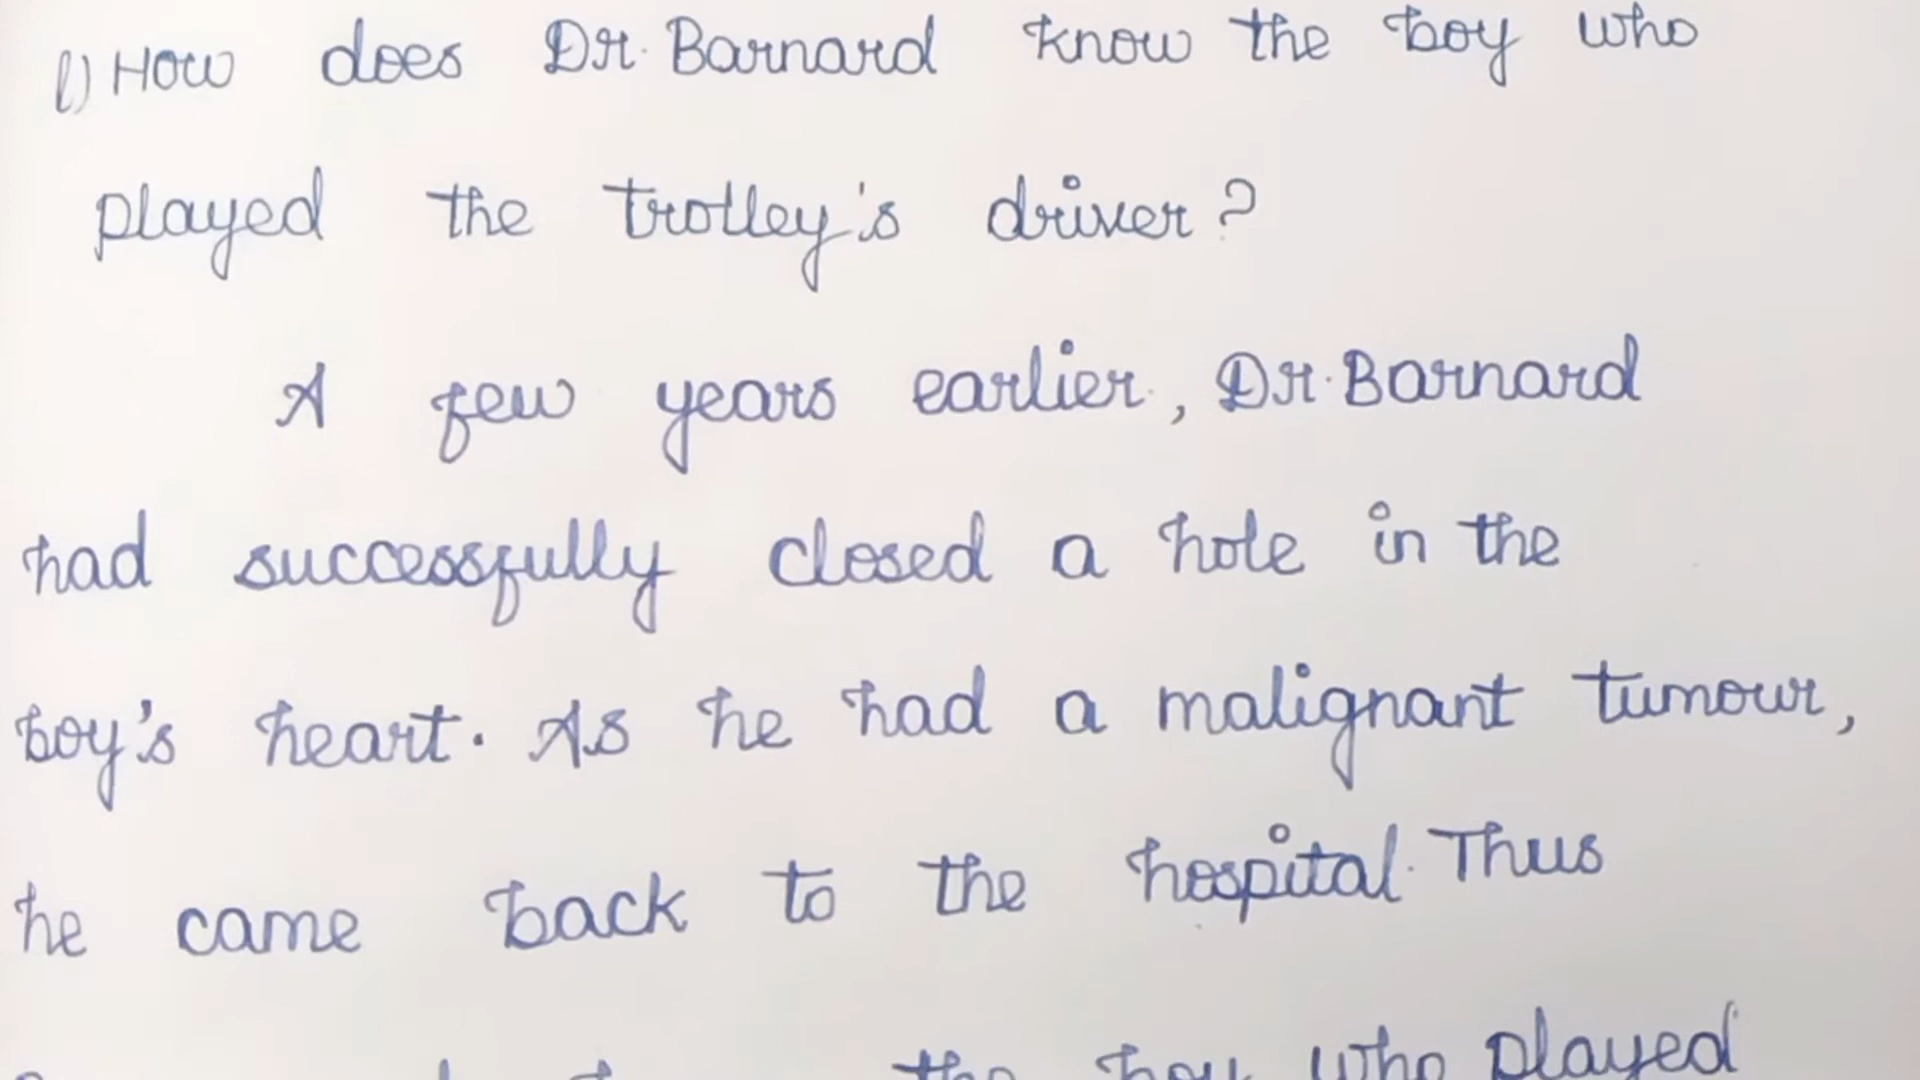 l) How does Dr. Barnard know the boy who
played the trolley's driver?
A few years earlier, Dr. Barnard
had successfully closed a hole in the
boy's heart. As he had a malignant tumour,
he came back to the hospital. Thus
the boy who played